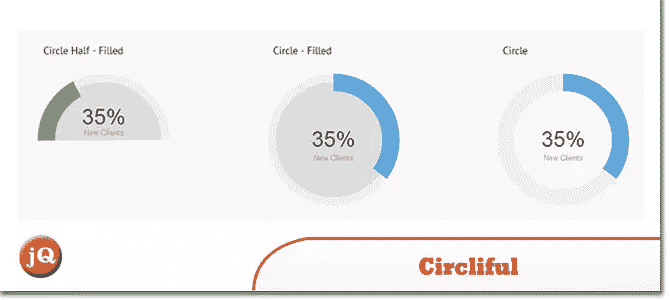 Circle Half - Filled
35%
New Clients
Circle - Filled
35%
New Clients
Circle
35%
New Clients
jQ
Circliful